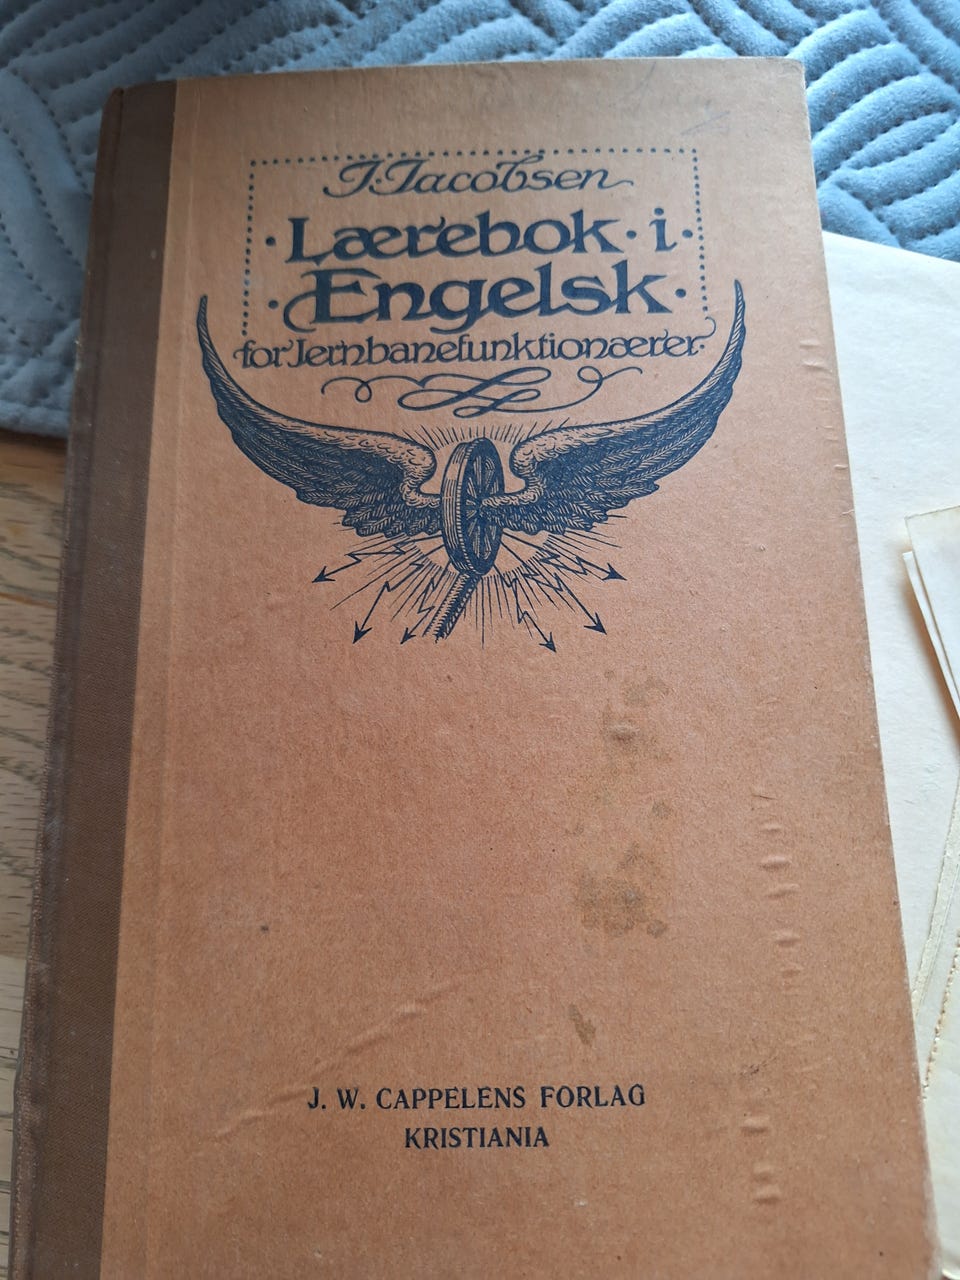 J. Jacobsen
· Lærebok · i ·
· Engelsk ·
for Jernbanefunktionærer.
J. W. CAPPELENS FORLAG
KRISTIANIA